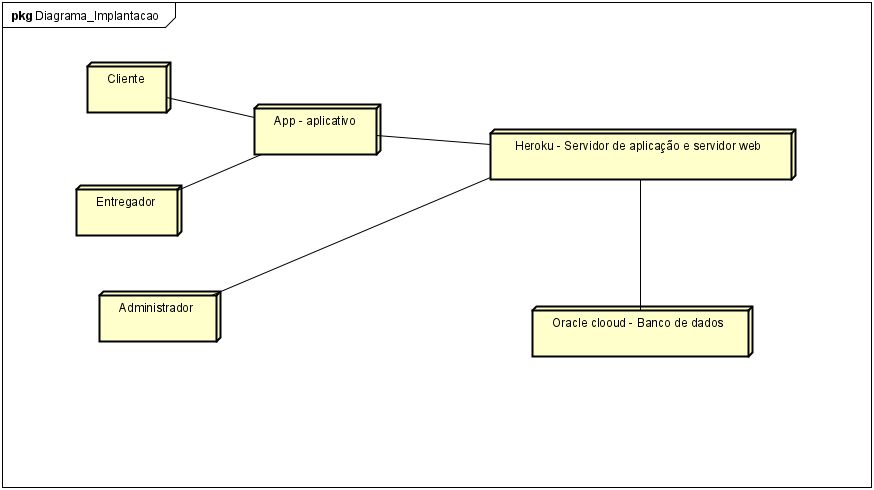 pkg Diagrama_Implantacao
Cliente
App - aplicativo
Heroku - Servidor de aplicação e servidor web
Entregador
Administrador
Oracle clooud - Banco de dados